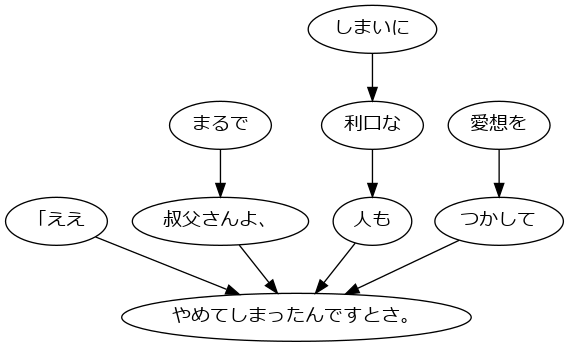 しまいに
まるで
利口な
愛想を
「ええ
叔父さんよ、
人も
つかして
やめてしまったんですとさ。